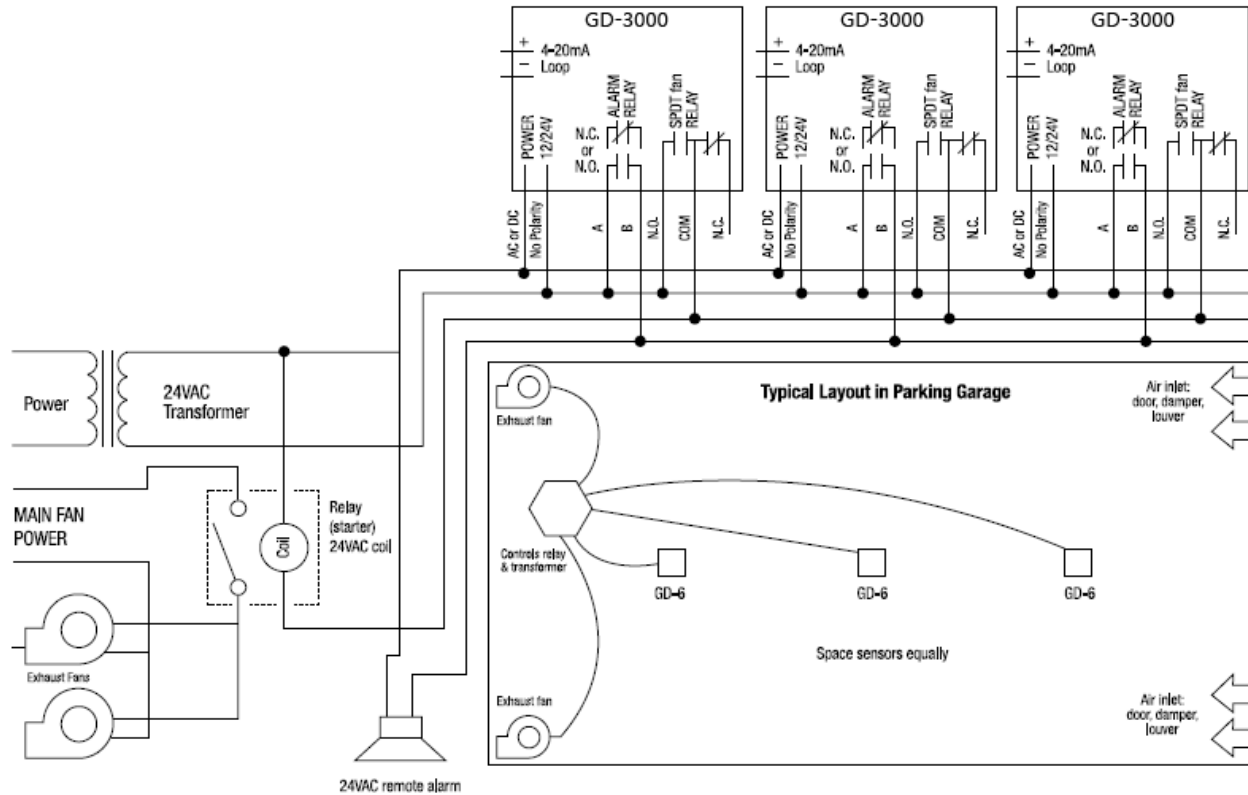 GD-3000
+
−
4-20mA
Loop
POWER
12/24V
N.C.
or
N.O.
ALARM
RELAY
SPDT fan
RELAY
AC or DC
No Polarity
A
B
N.O.
COM
N.C.
GD-3000
+
−
4-20mA
Loop
POWER
12/24V
N.C.
or
N.O.
ALARM
RELAY
SPDT fan
RELAY
AC or DC
No Polarity
A
B
N.O.
COM
N.C.
GD-3000
+
−
4-20mA
Loop
POWER
12/24V
N.C.
or
N.O.
ALARM
RELAY
SPDT fan
RELAY
AC or DC
No Polarity
A
B
N.O.
COM
N.C.
Power
24VAC
Transformer
MAIN FAN
POWER
Relay
(starter)
24VAC coil
Coil
Exhaust Fans
24VAC remote alarm
Typical Layout in Parking Garage
Exhaust fan
Air inlet:
door, damper,
louver
Controls relay
& transformer
GD-6
GD-6
GD-6
Space sensors equally
Exhaust fan
Air inlet:
door, damper,
louver